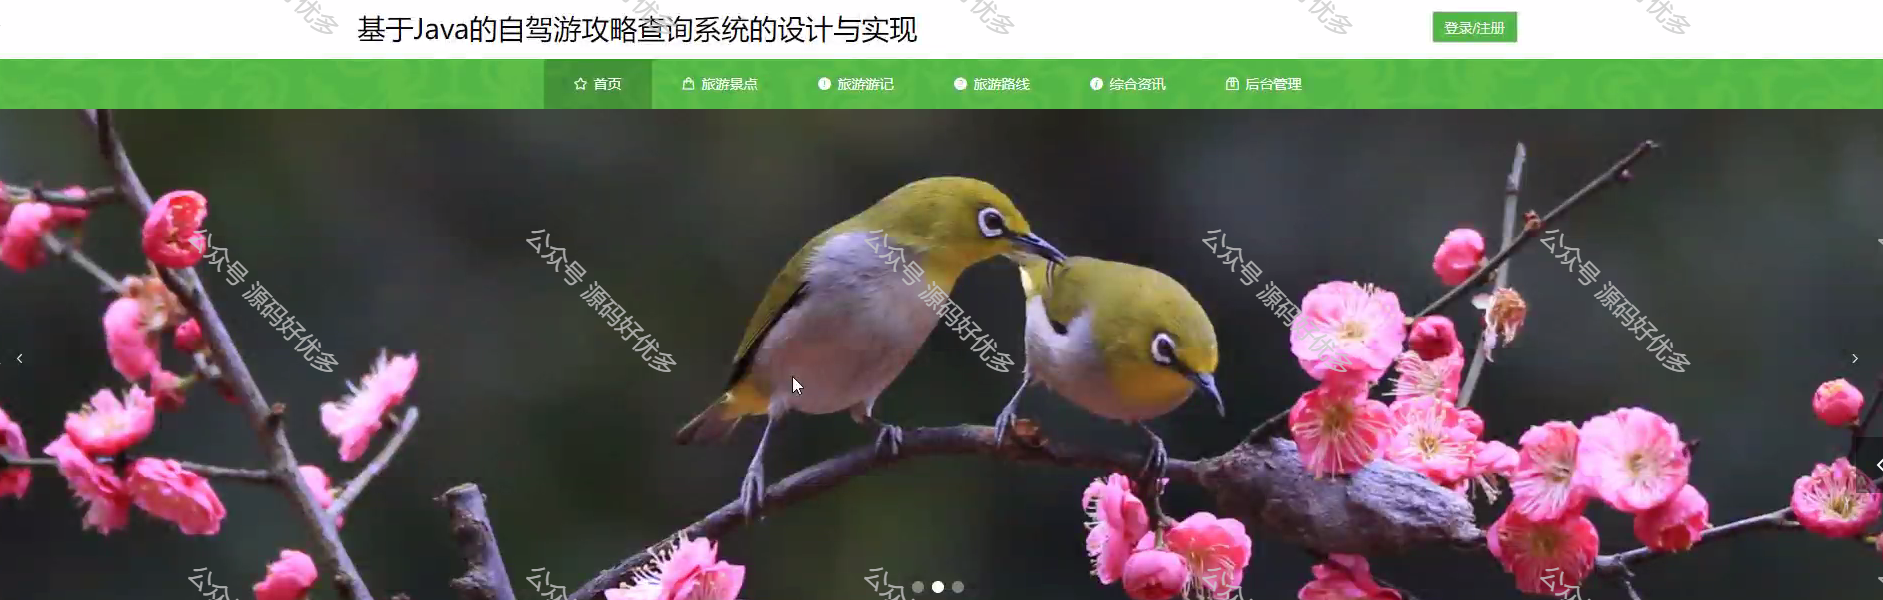 基于Java的自驾游攻略查询系统的设计与实现
登录/注册
首页
旅游景点
旅游游记
旅游路线
综合资讯
后台管理
公众号 源码好优多
公众号 源码好优多
公众号 源码好优多
公众号 源码好优多
公众号 源码好优多